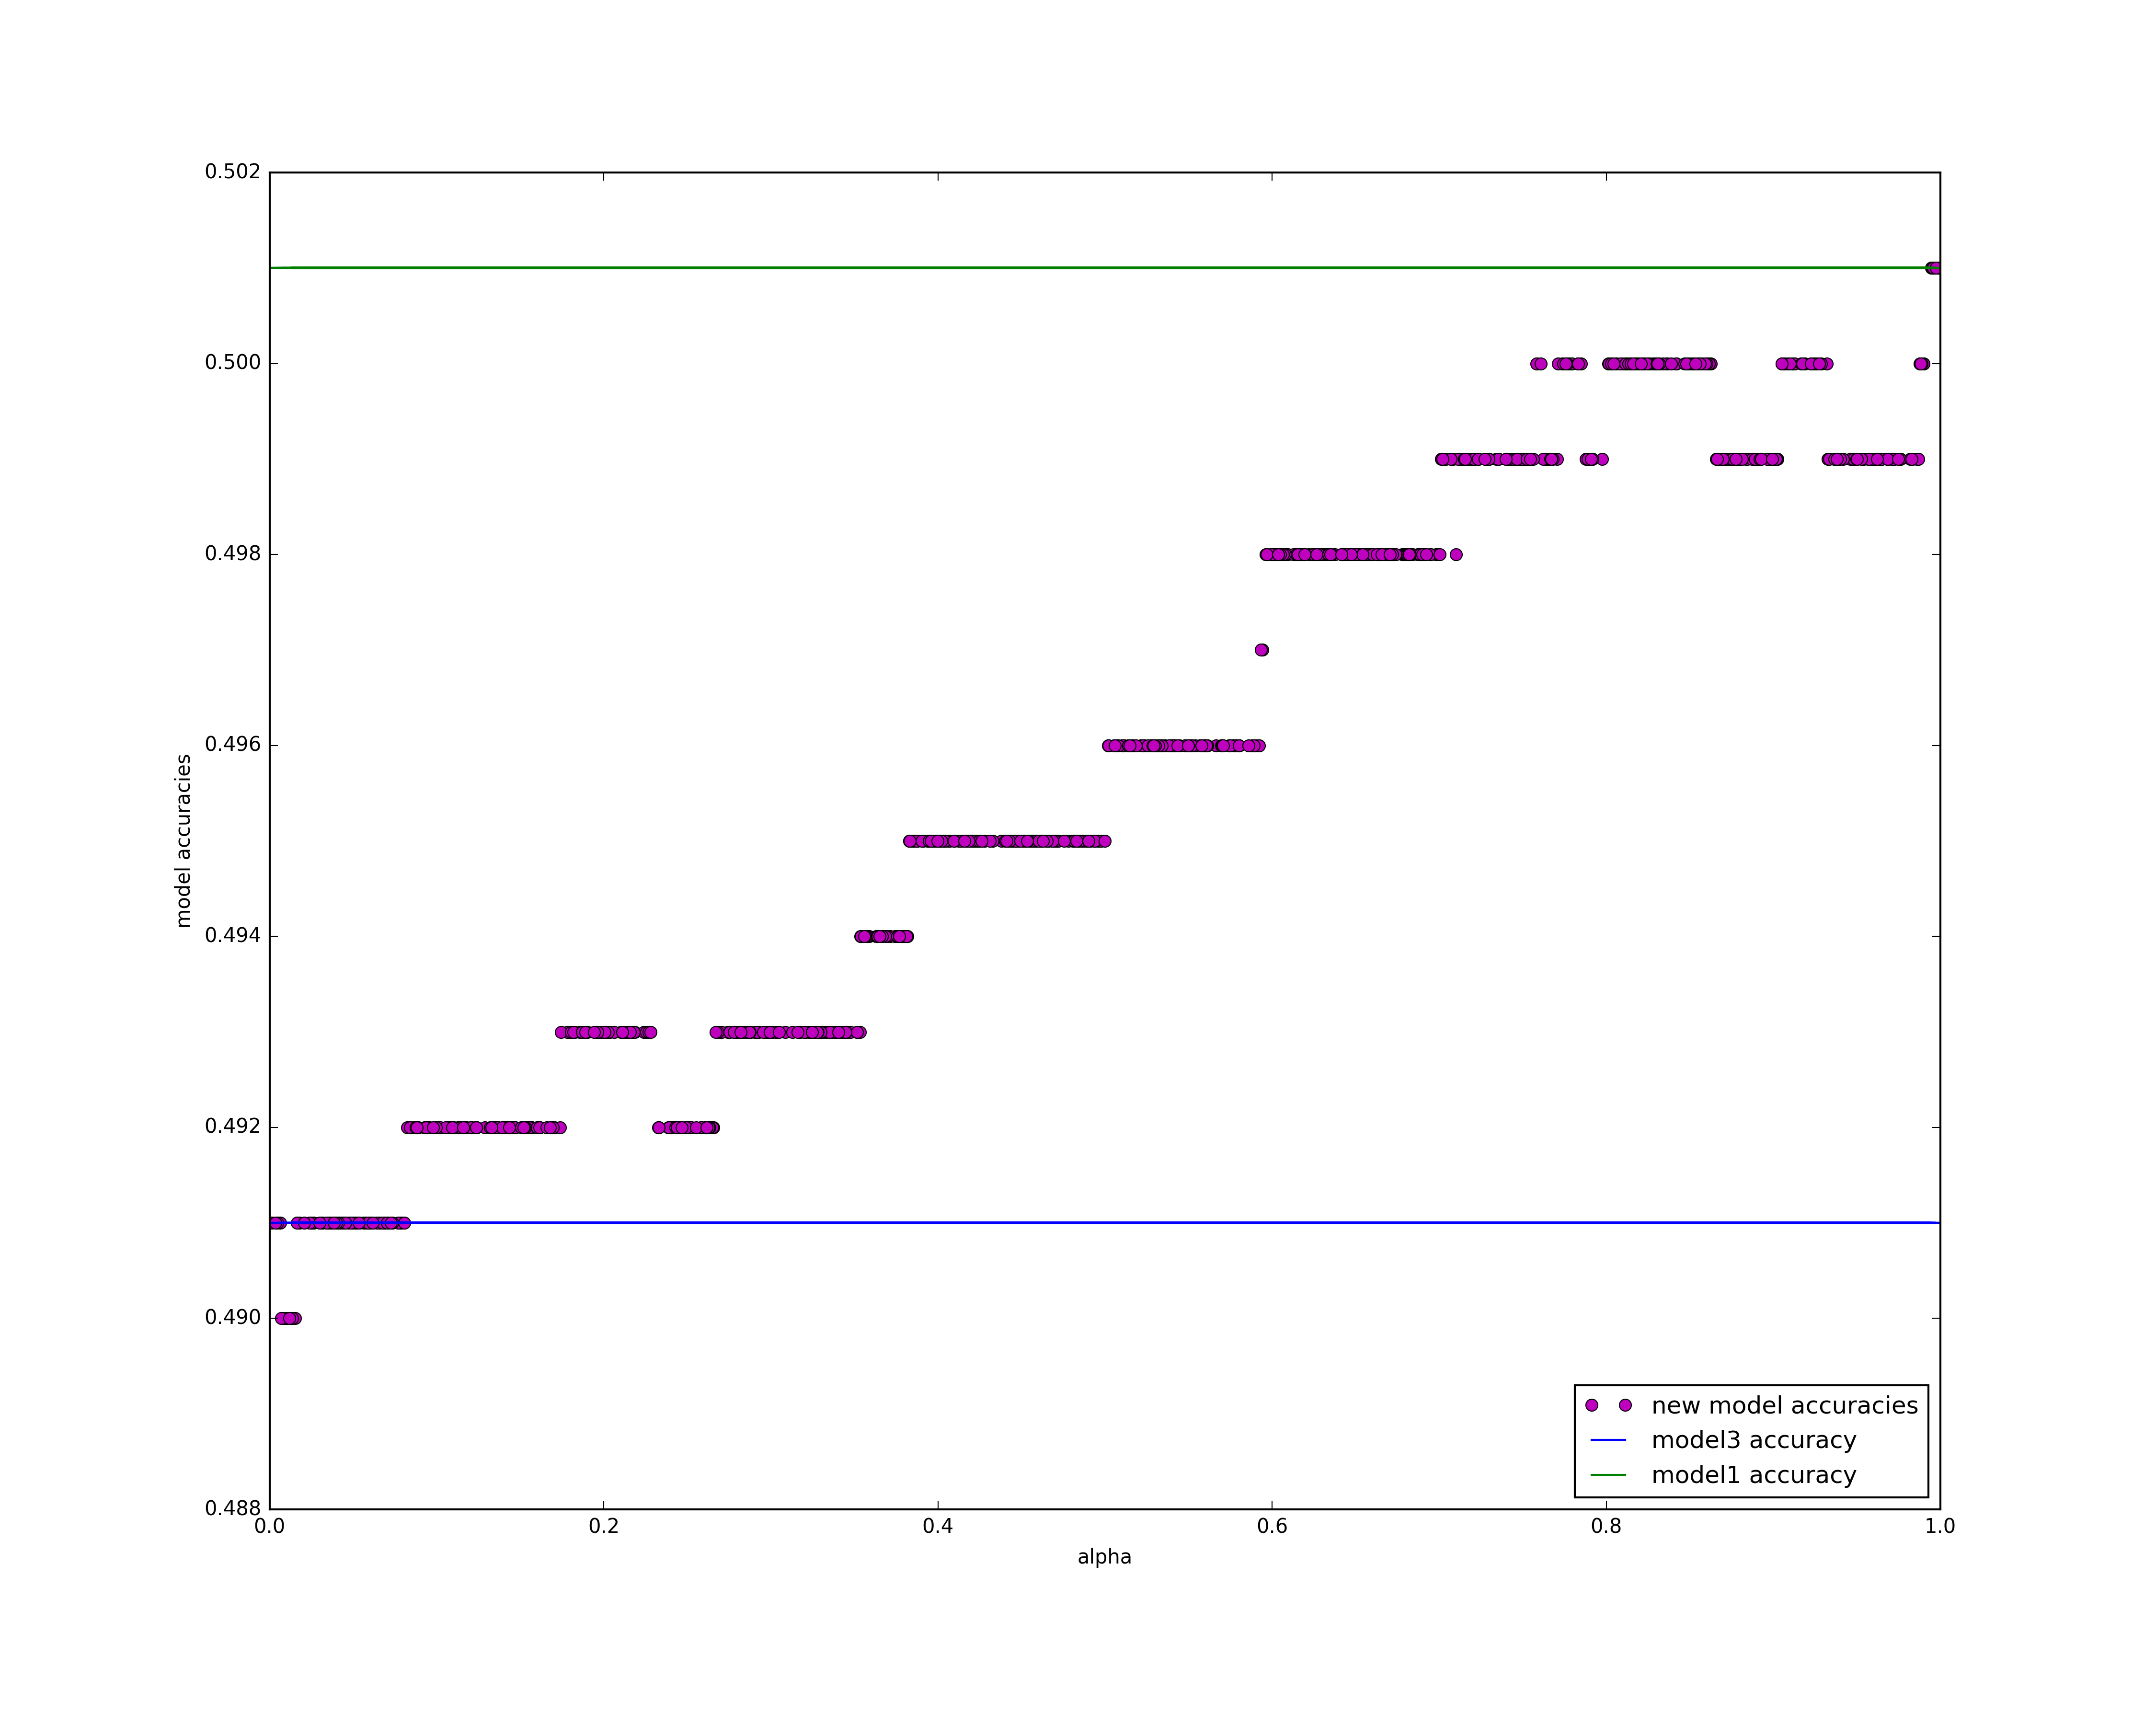 0.502
0.500
0.498
0.496
0.494
0.492
0.490
0.488
model accuracies
0.0 0.2 0.4 0.6 0.8 1.0
alpha
new model accuracies
model3 accuracy
model1 accuracy